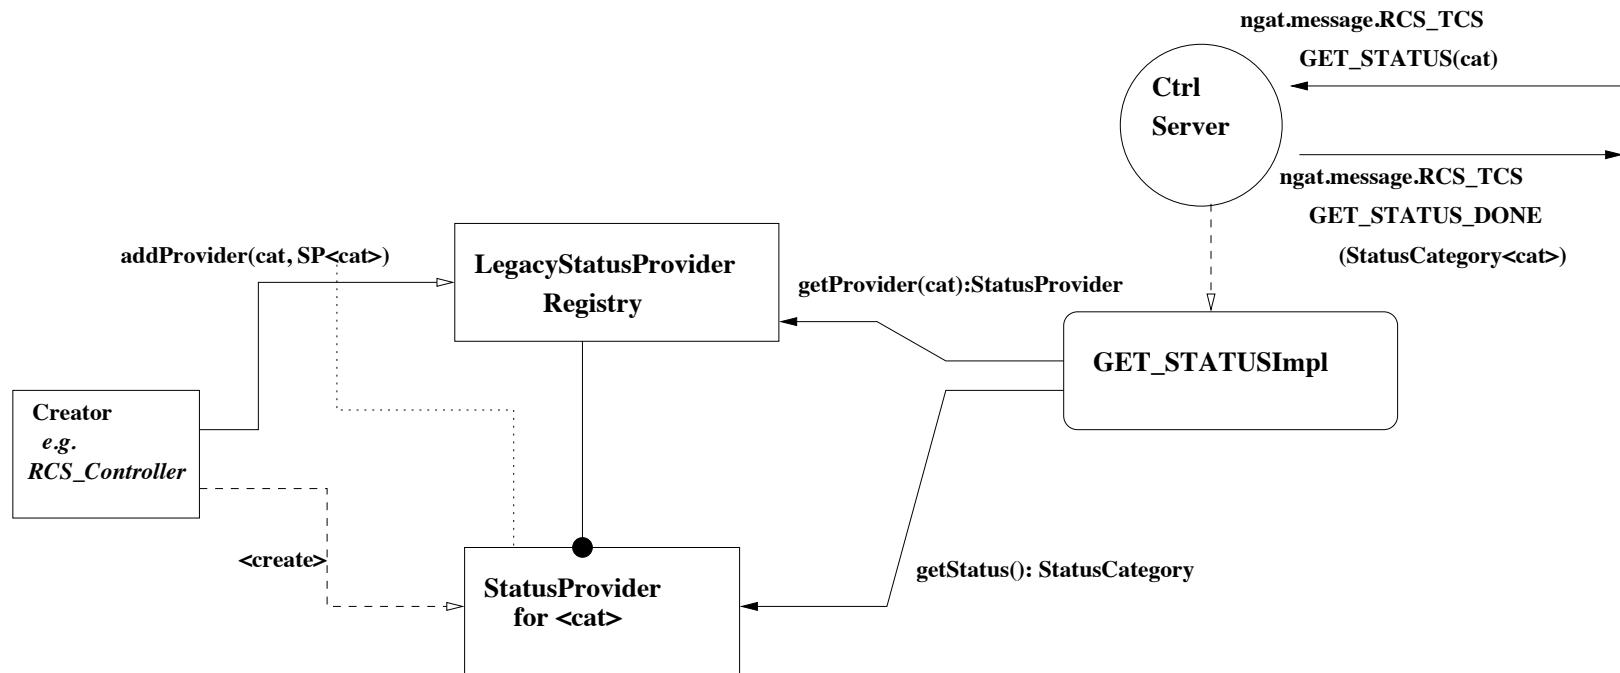 ngat.message.RCS_TCS
GET_STATUS(cat)
Ctrl
Server
ngat.message.RCS_TCS
GET_STATUS_DONE
(StatusCategory<cat>)
addProvider(cat, SP<cat>)
LegacyStatusProvider
Registry
getProvider(cat):StatusProvider
GET_STATUSImpl
Creator
e.g.
RCS_Controller
<create>
StatusProvider
for <cat>
getStatus(): StatusCategory